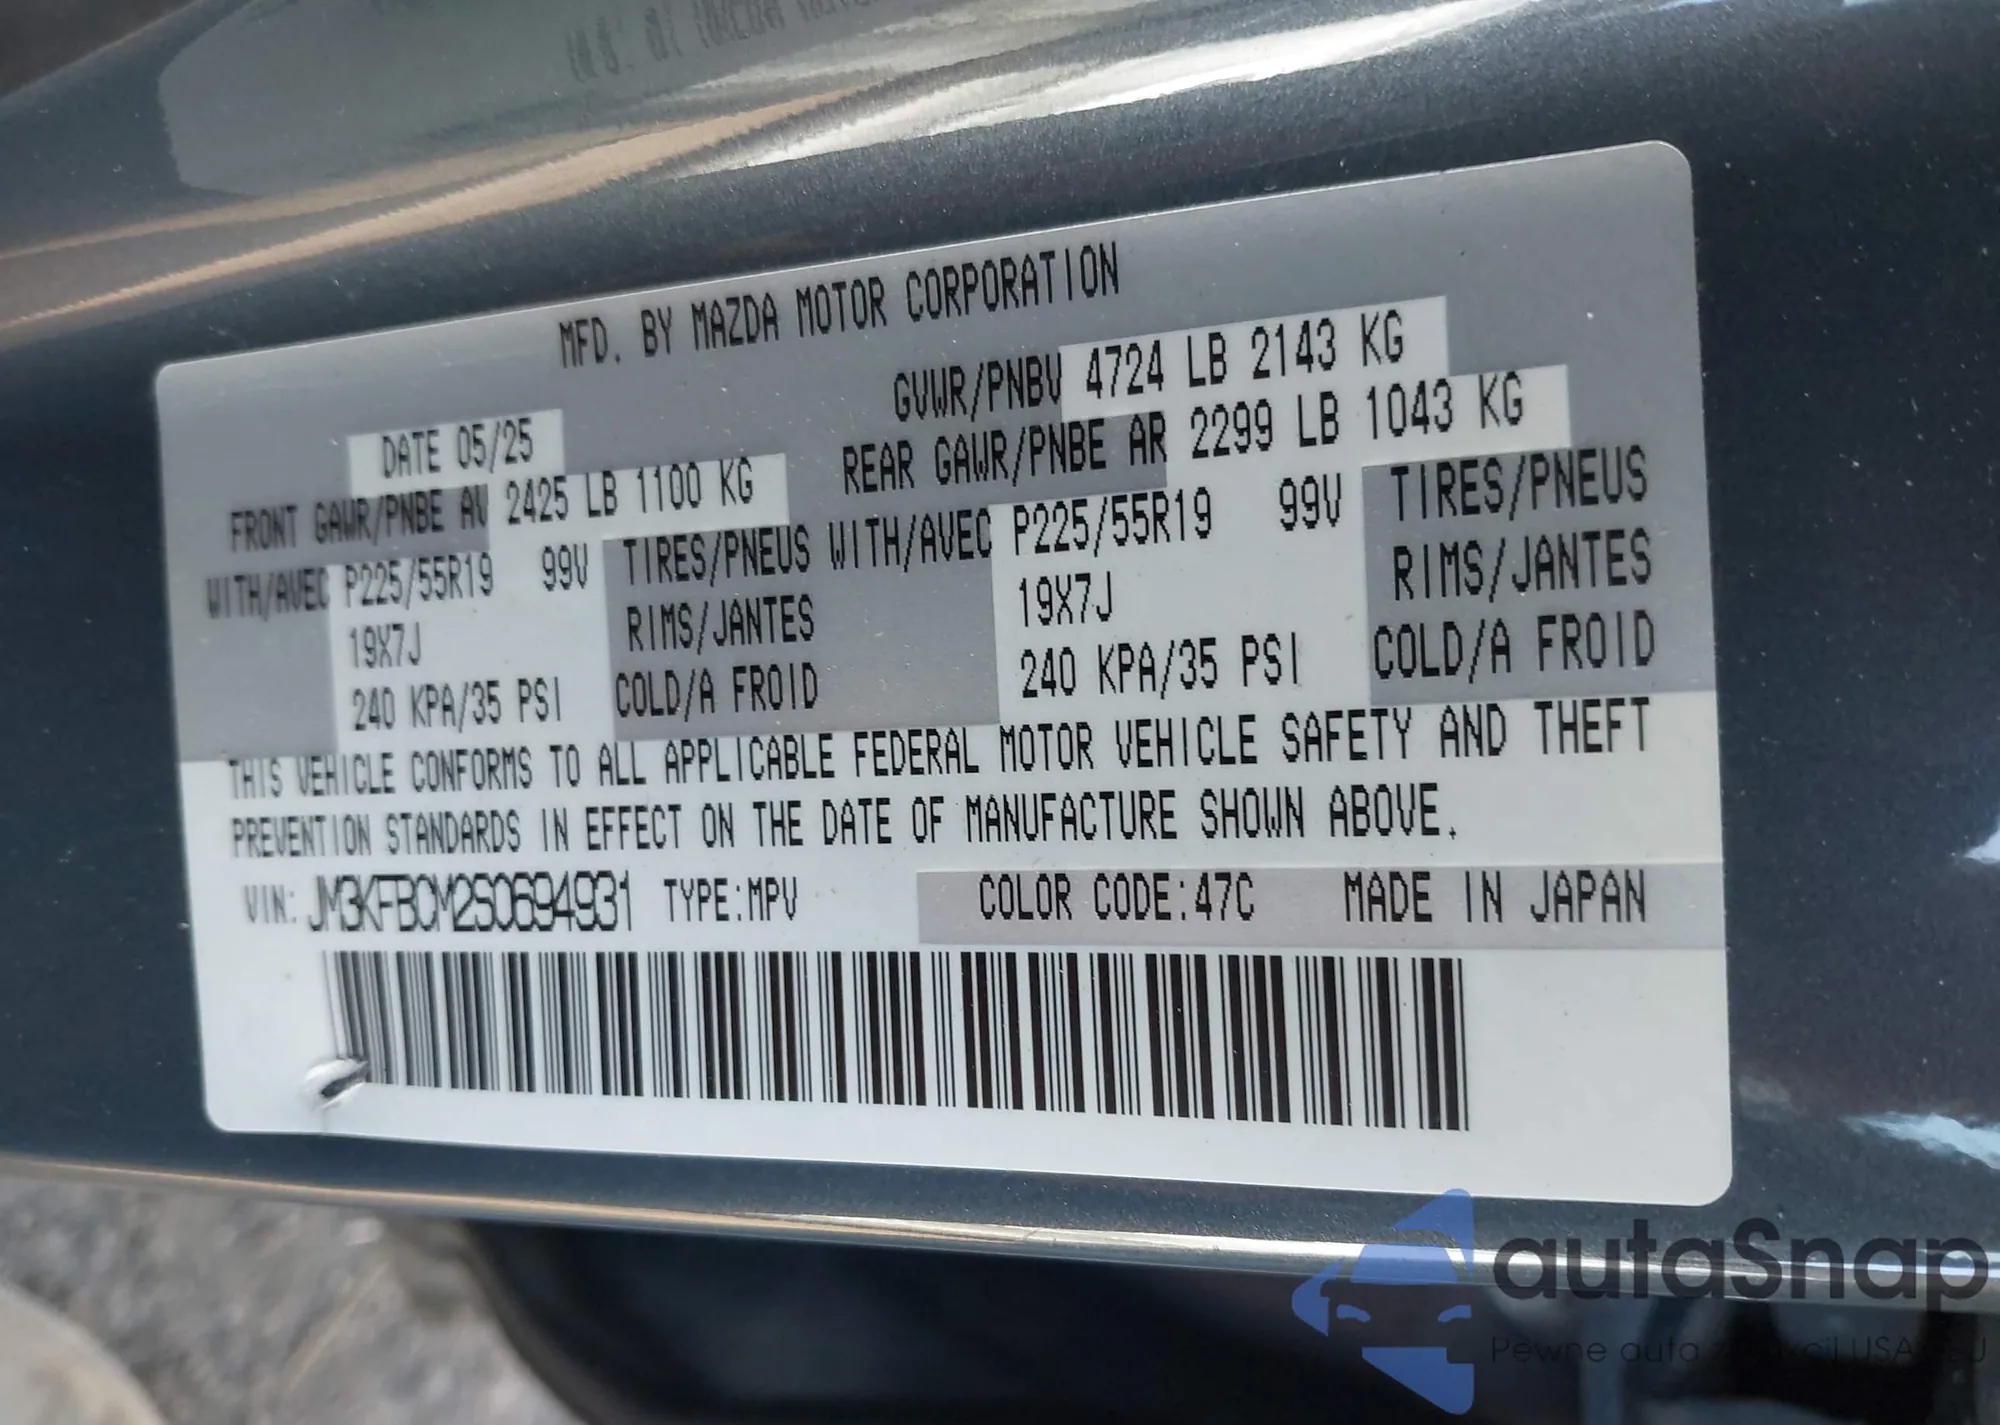 MFD. BY MAZDA MOTOR CORPORATION
GVWR/PNBV 4724 LB 2143 KG
DATE 05/25
REAR GAWR/PNBE AR 2299 LB 1043 KG
FRONT GAWR/PNBE AV 2425 LB 1100 KG
WITH/AVEC P225/55R19 99V TIRES/PNEUS WITH/AVEC P225/55R19 99V TIRES/PNEUS
19X7J RIMS/JANTES 19X7J RIMS/JANTES
240 KPA/35 PSI COLD/A FROID 240 KPA/35 PSI COLD/A FROID
THIS VEHICLE CONFORMS TO ALL APPLICABLE FEDERAL MOTOR VEHICLE SAFETY AND THEFT
PREVENTION STANDARDS IN EFFECT ON THE DATE OF MANUFACTURE SHOWN ABOVE.
VIN: JM3KFBCM2S0694931 TYPE:MPV COLOR CODE:47C MADE IN JAPAN
autaSnap
Pewne auta z aukcji USA